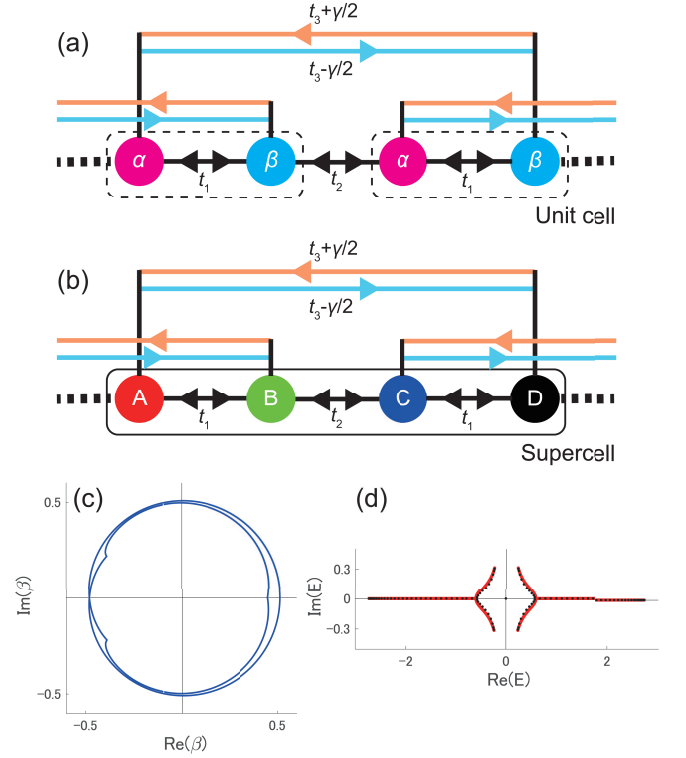 (a)
t₃+γ/2
t₃-γ/2
α
β
α
β
t₁
t₂
t₁
Unit cell
(b)
t₃+γ/2
t₃-γ/2
A
B
C
D
t₁
t₂
t₁
Supercell
(c)
0.5
0
−0.5
Im(β)
−0.5
0.5
Re(β)
(d)
0.3
0
−0.3
Im(E)
−2
0
2
Re(E)